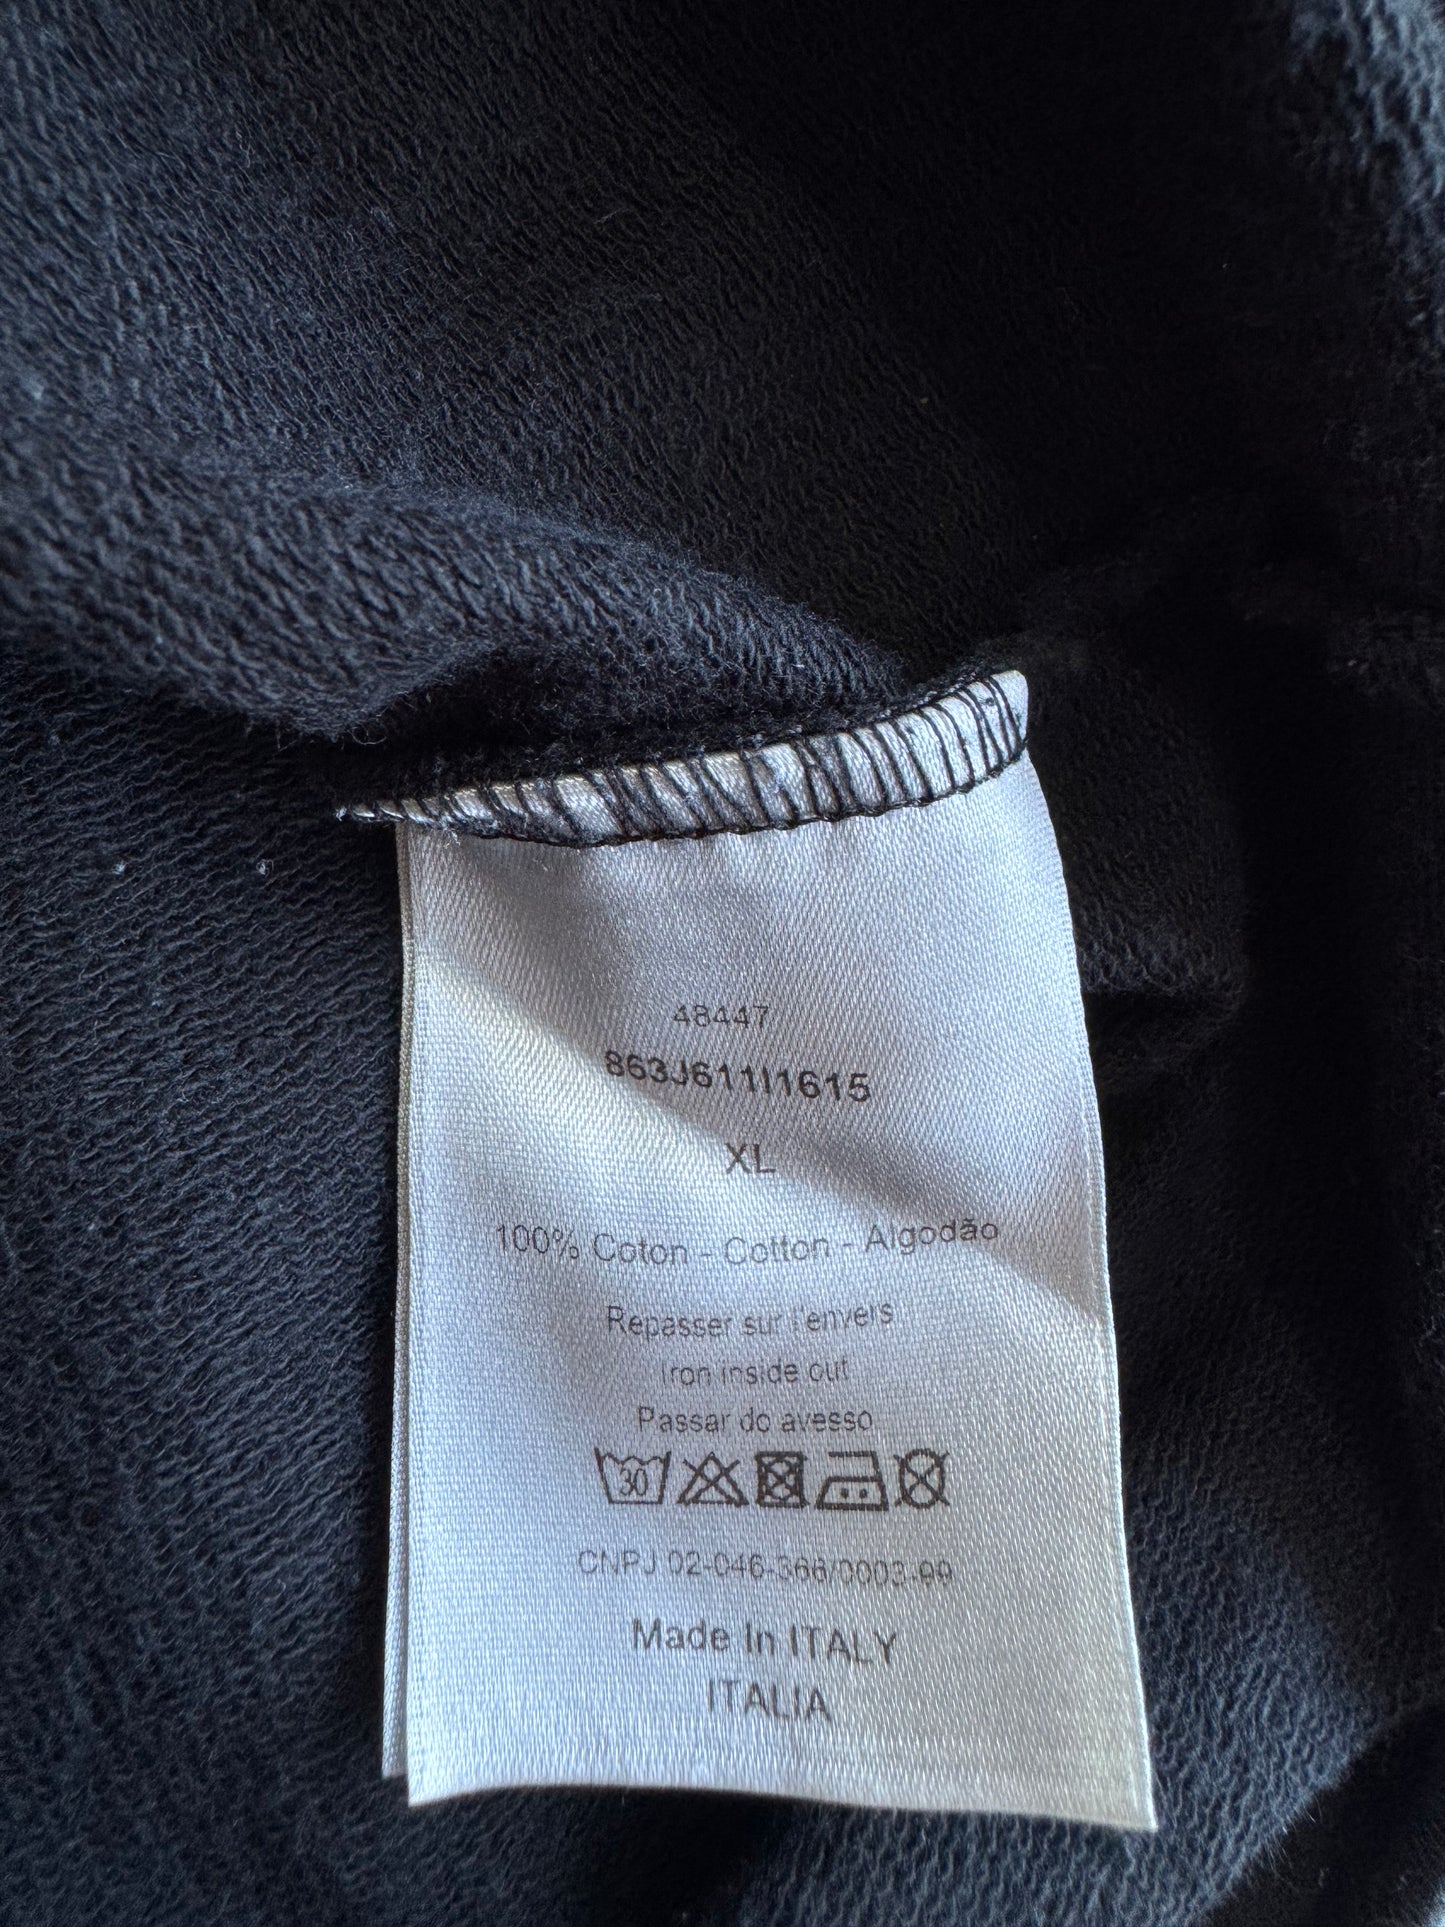 48447
863J611I1615
XL
100% Coton - Cotton - Algodão
Repasser sur l'envers
Iron inside out
Passar do avesso
30
CNPJ 02-046-366/0003-99
Made In ITALY
ITALIA